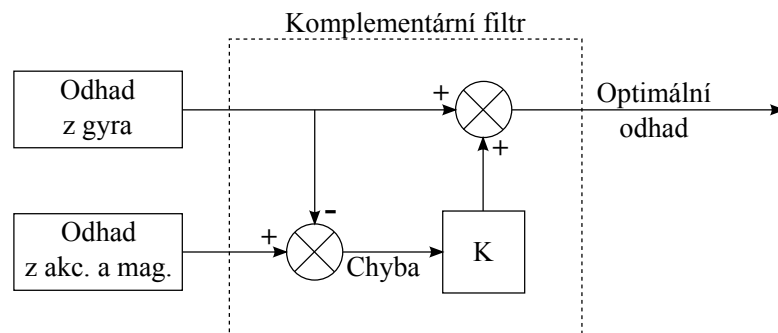 Komplementární filtr
Odhad
z gyra
+
+
Optimální
odhad
-
Odhad
z akc. a mag.
+
Chyba
K